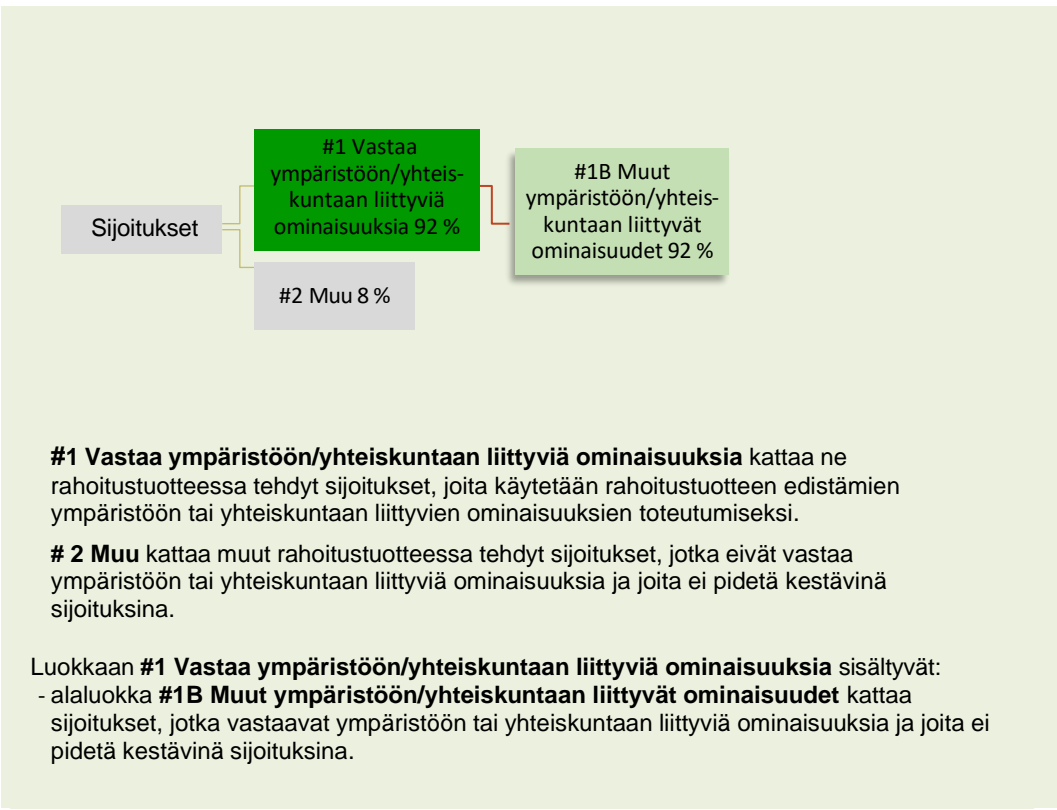 #1 Vastaa
ympäristöön/yhteis-
kuntaan liittyviä
ominaisuuksia 92 %
#1B Muut
ympäristöön/yhteis-
kuntaan liittyvät
ominaisuudet 92 %
Sijoitukset
#2 Muu 8 %
#1 Vastaa ympäristöön/yhteiskuntaan liittyviä ominaisuuksia kattaa ne
rahoitustuotteessa tehdyt sijoitukset, joita käytetään rahoitustuotteen edistämien
ympäristöön tai yhteiskuntaan liittyvien ominaisuuksien toteutumiseksi.
# 2 Muu kattaa muut rahoitustuotteessa tehdyt sijoitukset, jotka eivät vastaa
ympäristöön tai yhteiskuntaan liittyviä ominaisuuksia ja joita ei pidetä kestävinä
sijoituksina.
Luokkaan #1 Vastaa ympäristöön/yhteiskuntaan liittyviä ominaisuuksia sisältyvät:
- alaluokka #1B Muut ympäristöön/yhteiskuntaan liittyvät ominaisuudet kattaa
sijoitukset, jotka vastaavat ympäristöön tai yhteiskuntaan liittyviä ominaisuuksia ja joita ei
pidetä kestävinä sijoituksina.